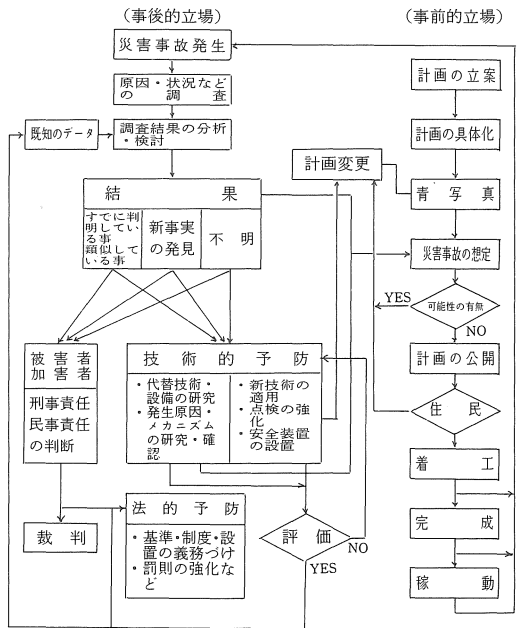 （事後的立場）
災害事故発生
原因・状況など
の調査
既知のデータ
調査結果の分析
・検討
結果
すでに判
明してい
る事
類似して
いる事
新事実
の発見
不明
被害者
加害者
刑事責任
民事責任
の判断
技術的予防
・代替技術・
設備の研究
・発生原因・
メカニズム
の研究・確
認
・新技術の
適用
・点検の強
化
・安全装置
の設置
裁判
法的予防
・基準・制度・設
置の義務づけ
・罰則の強化な
ど
評価
NO
YES
（事前的立場）
計画の立案
計画の具体化
計画変更
青写真
災害事故の想定
YES
可能性の有無
NO
計画の公開
住民
着工
完成
稼動